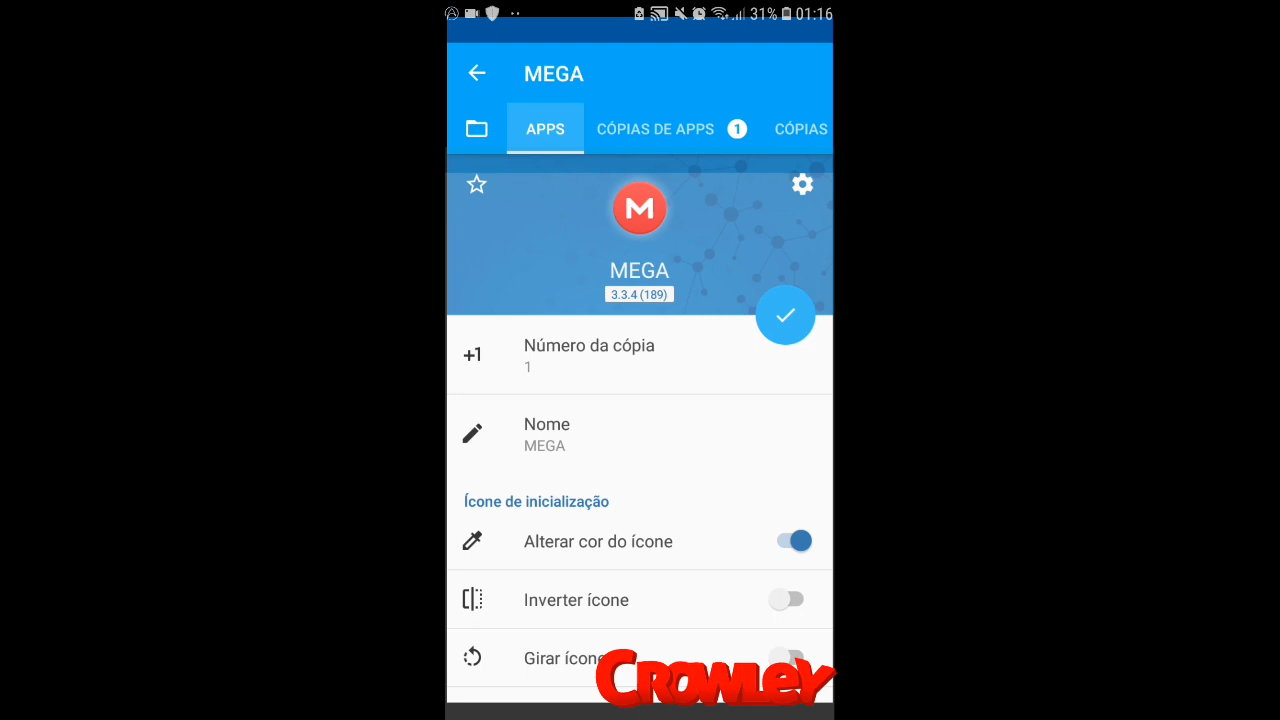 31% 01:16
MEGA
APPS CÓPIAS DE APPS 1 CÓPIAS
M
MEGA
3.3.4 (189)
Número da cópia
+1
1
Nome
MEGA
Ícone de inicialização
Alterar cor do ícone
Inverter ícone
Girar ícone
CROWLEY